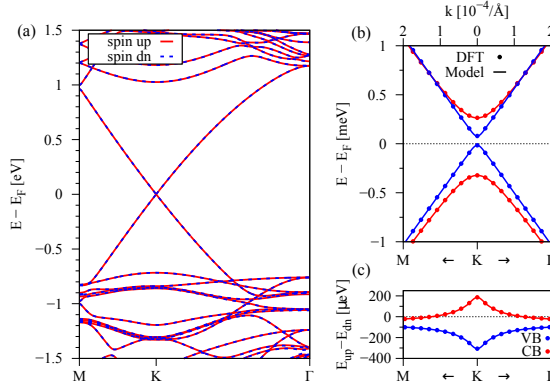 (a)
spin up
spin dn
E − E_F [eV]
1.5
1
0.5
0
−0.5
−1
−1.5
M K Γ
k [10⁻⁴/Å]
2 1 0 1 2
(b)
DFT
Model
E − E_F [meV]
1
0.5
0
−0.5
−1
M ← K →
(c)
E_up−E_dn [µeV]
200
0
−200
−400
VB
CB
M ← K →